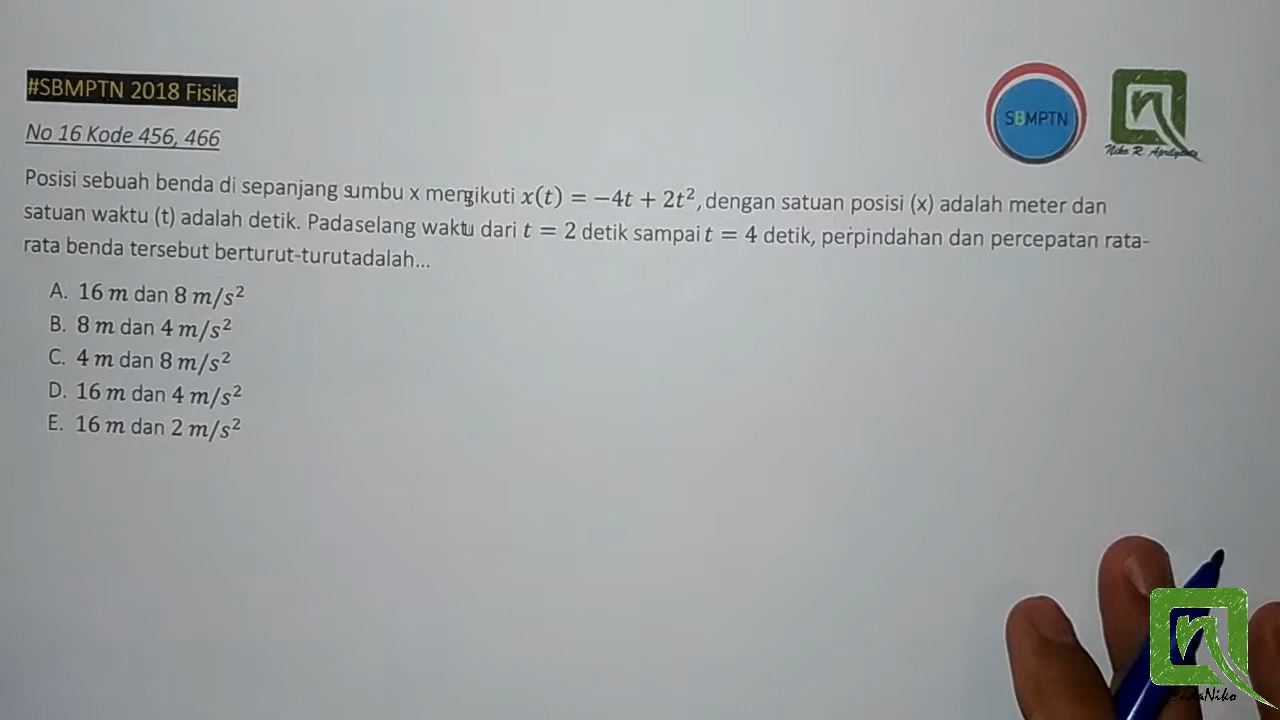 #SBMPTN 2018 Fisika
No 16 Kode 456, 466
SBMPTN
Niko R.
Posisi sebuah benda di sepanjang sumbu x mengikuti x(t) = −4t + 2t², dengan satuan posisi (x) adalah meter dan
satuan waktu (t) adalah detik. Padaselang waktu dari t = 2 detik sampai t = 4 detik, perpindahan dan percepatan rata-
rata benda tersebut berturut-turutadalah...
A. 16 m dan 8 m/s²
B. 8 m dan 4 m/s²
C. 4 m dan 8 m/s²
D. 16 m dan 4 m/s²
E. 16 m dan 2 m/s²